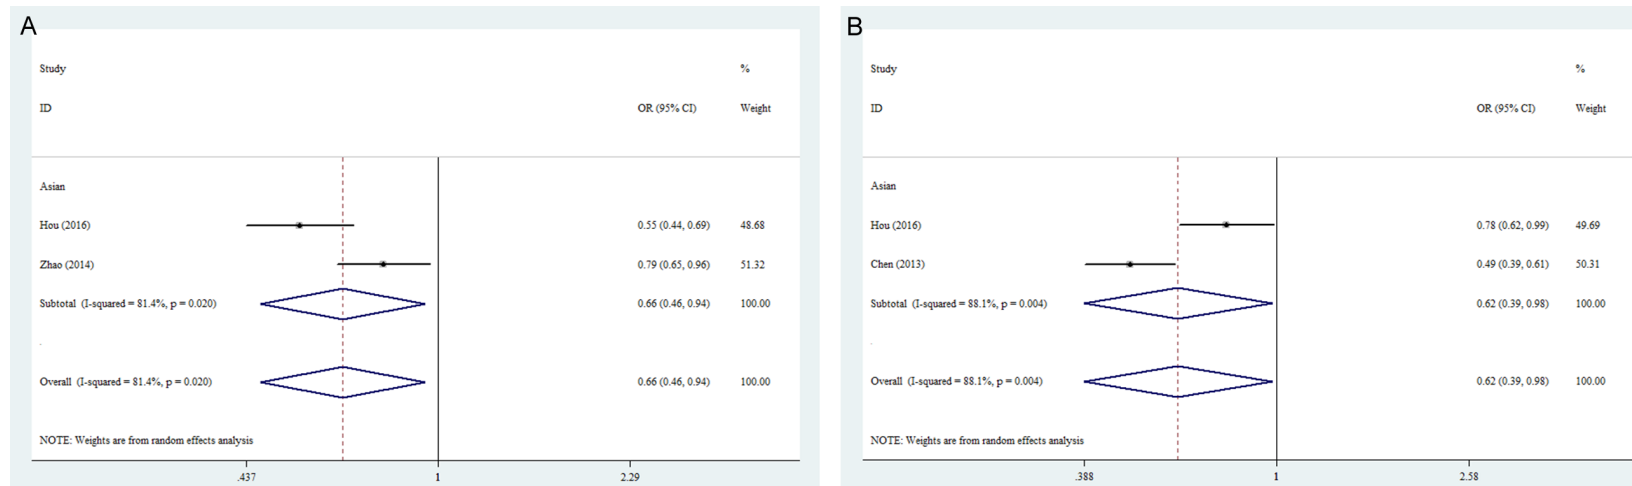 A
Study %
ID OR (95% CI) Weight
Asian
Hou (2016) 0.55 (0.44, 0.69) 48.68
Zhao (2014) 0.79 (0.65, 0.96) 51.32
Subtotal (I-squared = 81.4%, p = 0.020) 0.66 (0.46, 0.94) 100.00
.
Overall (I-squared = 81.4%, p = 0.020) 0.66 (0.46, 0.94) 100.00
NOTE: Weights are from random effects analysis
.437 1 2.29
B
Study %
ID OR (95% CI) Weight
Asian
Hou (2016) 0.78 (0.62, 0.99) 49.69
Chen (2013) 0.49 (0.39, 0.61) 50.31
Subtotal (I-squared = 88.1%, p = 0.004) 0.62 (0.39, 0.98) 100.00
.
Overall (I-squared = 88.1%, p = 0.004) 0.62 (0.39, 0.98) 100.00
NOTE: Weights are from random effects analysis
.388 1 2.58